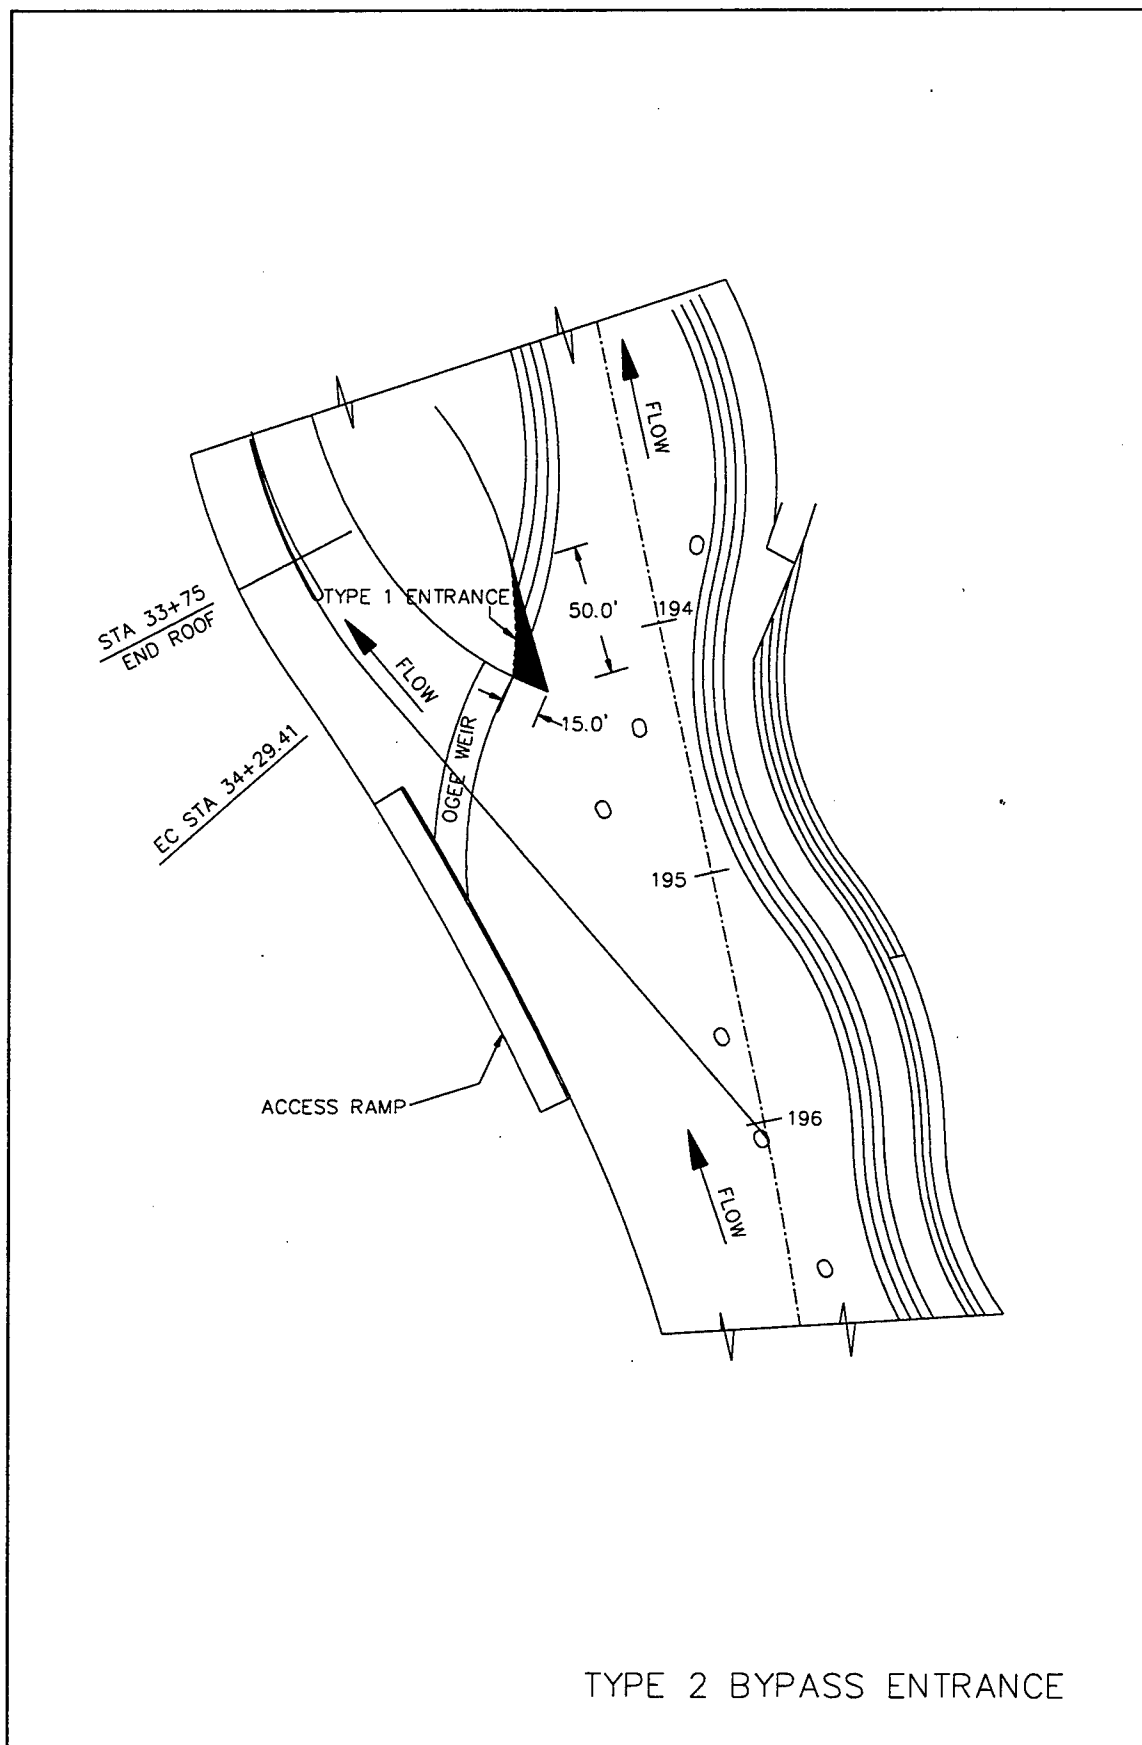 FLOW
STA 33+75
END ROOF
TYPE 1 ENTRANCE
50.0'
194
FLOW
15.0'
OGEE WEIR
EC STA 34+29.41
195
ACCESS RAMP
196
FLOW
TYPE 2 BYPASS ENTRANCE